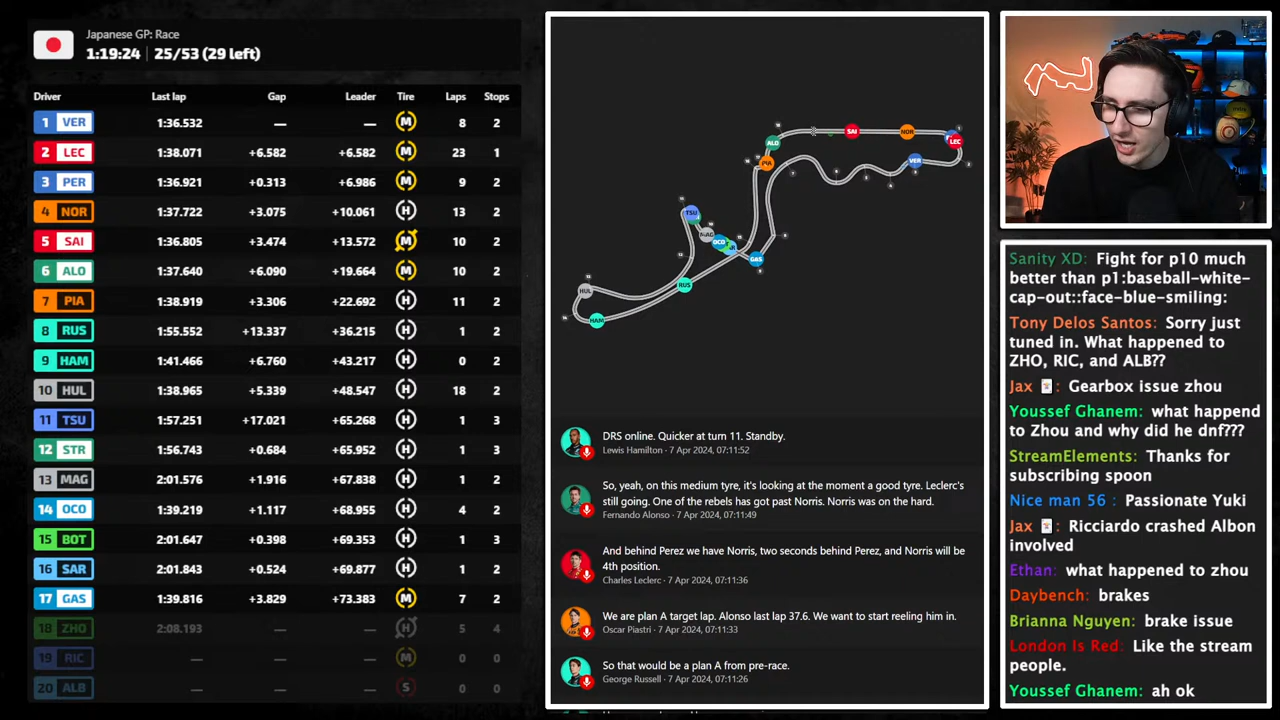 Japanese GP: Race
1:19:24 | 25/53 (29 left)
Driver Last lap Gap Leader Tire Laps Stops
1 VER 1:36.532 — — M 8 2
2 LEC 1:38.071 6.582 +6.582 M 23 1
3 PER 1:36.921 +0.313 +6.986 M 9 2
4 NOR 1:37.722 +3.075 +10.061 H 13 2
5 SAI 1:36.805 +3.474 +13.572 M 10 2
6 ALO 1:37.640 +6.090 +19.664 M 10 2
7 PIA 1:38.919 +3.306 +22.692 H 11 2
8 RUS 1:55.552 +13.337 +36.215 H 1 2
9 HAM 1:41.466 +6.760 +43.217 H 0 2
10 HUL 1:38.965 +5.339 +48.547 H 18 2
11 TSU 1:57.251 +17.021 +65.268 H 1 3
12 STR 1:56.743 +0.684 +65.952 H 1 3
13 MAG 2:01.576 +1.916 +67.838 H 1 2
14 OCO 1:39.219 +1.117 +68.955 H 4 2
15 BOT 2:01.647 +0.398 +69.353 H 1 3
16 SAR 2:01.843 +0.524 +69.877 H 1 2
17 GAS 1:39.816 +3.829 +73.383 M 7 2
18 ZHO 2:08.193 — — H 5
19 RIC — — — M 0 0
20 ALB — — — S 0 0
ALO SAI NOR LEC
PIA VER
TSU
MAG OCO GAS
RUS
HUL
HAM
DRS online. Quicker at turn 11. Standby.
Lewis Hamilton · 7 Apr 2024, 07:11:52
So, yeah, on this medium tyre, it's looking at the moment a good tyre. Leclerc's
still going. One of the rebels has got past Norris. Norris was on the hard.
Fernando Alonso · 7 Apr 2024, 07:11:49
And behind Perez we have Norris, two seconds behind Perez, and Norris will be
4th position.
Charles Leclerc · 7 Apr 2024, 07:11:36
We are plan A target lap. Alonso last lap 37.6. We want to start reeling him in.
Oscar Piastri · 7 Apr 2024, 07:11:33
So that would be a plan A from pre-race.
George Russell · 7 Apr 2024, 07:11:26
Sanity XD: Fight for p10 much
better than p1:baseball-white-
cap-out::face-blue-smiling:
Tony Delos Santos: Sorry just
tuned in. What happened to
ZHO, RIC, and ALB??
Jax: Gearbox issue zhou
Youssef Ghanem: what happend
to Zhou and why did he dnf???
StreamElements: Thanks for
subscribing spoon
Nice man 56: Passionate Yuki
Jax: Ricciardo crashed Albon
involved
Ethan: what happened to zhou
Daybench: brakes
Brianna Nguyen: brake issue
London Is Red: Like the stream
people.
Youssef Ghanem: ah ok